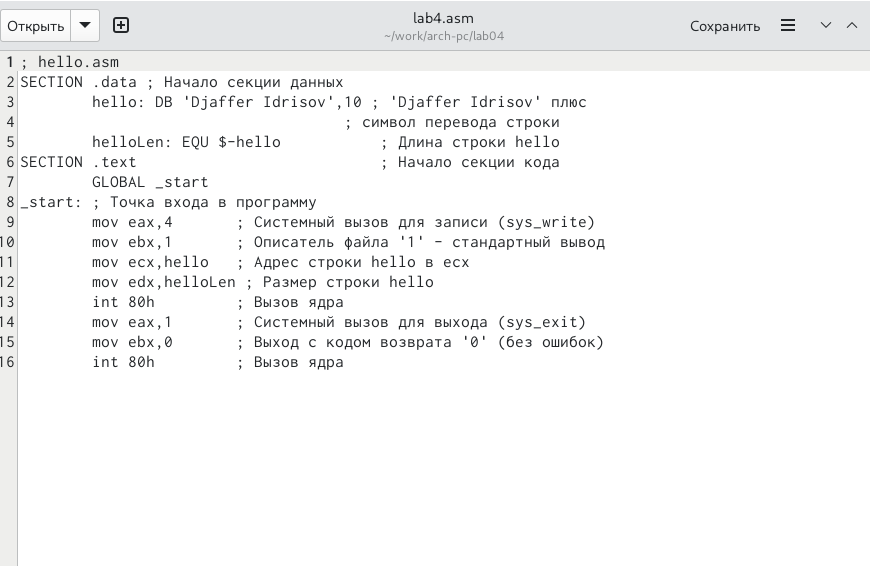 Открыть
lab4.asm
~/work/arch-pc/lab04
Сохранить
1 ; hello.asm
2 SECTION .data ; Начало секции данных
3         hello: DB 'Djaffer Idrisov',10 ; 'Djaffer Idrisov' плюс
4                                     ; символ перевода строки
5         helloLen: EQU $-hello           ; Длина строки hello
6 SECTION .text                           ; Начало секции кода
7         GLOBAL _start
8 _start: ; Точка входа в программу
9         mov eax,4       ; Системный вызов для записи (sys_write)
10         mov ebx,1       ; Описатель файла '1' - стандартный вывод
11         mov ecx,hello   ; Адрес строки hello в ecx
12         mov edx,helloLen ; Размер строки hello
13         int 80h         ; Вызов ядра
14         mov eax,1       ; Системный вызов для выхода (sys_exit)
15         mov ebx,0       ; Выход с кодом возврата '0' (без ошибок)
16         int 80h         ; Вызов ядра